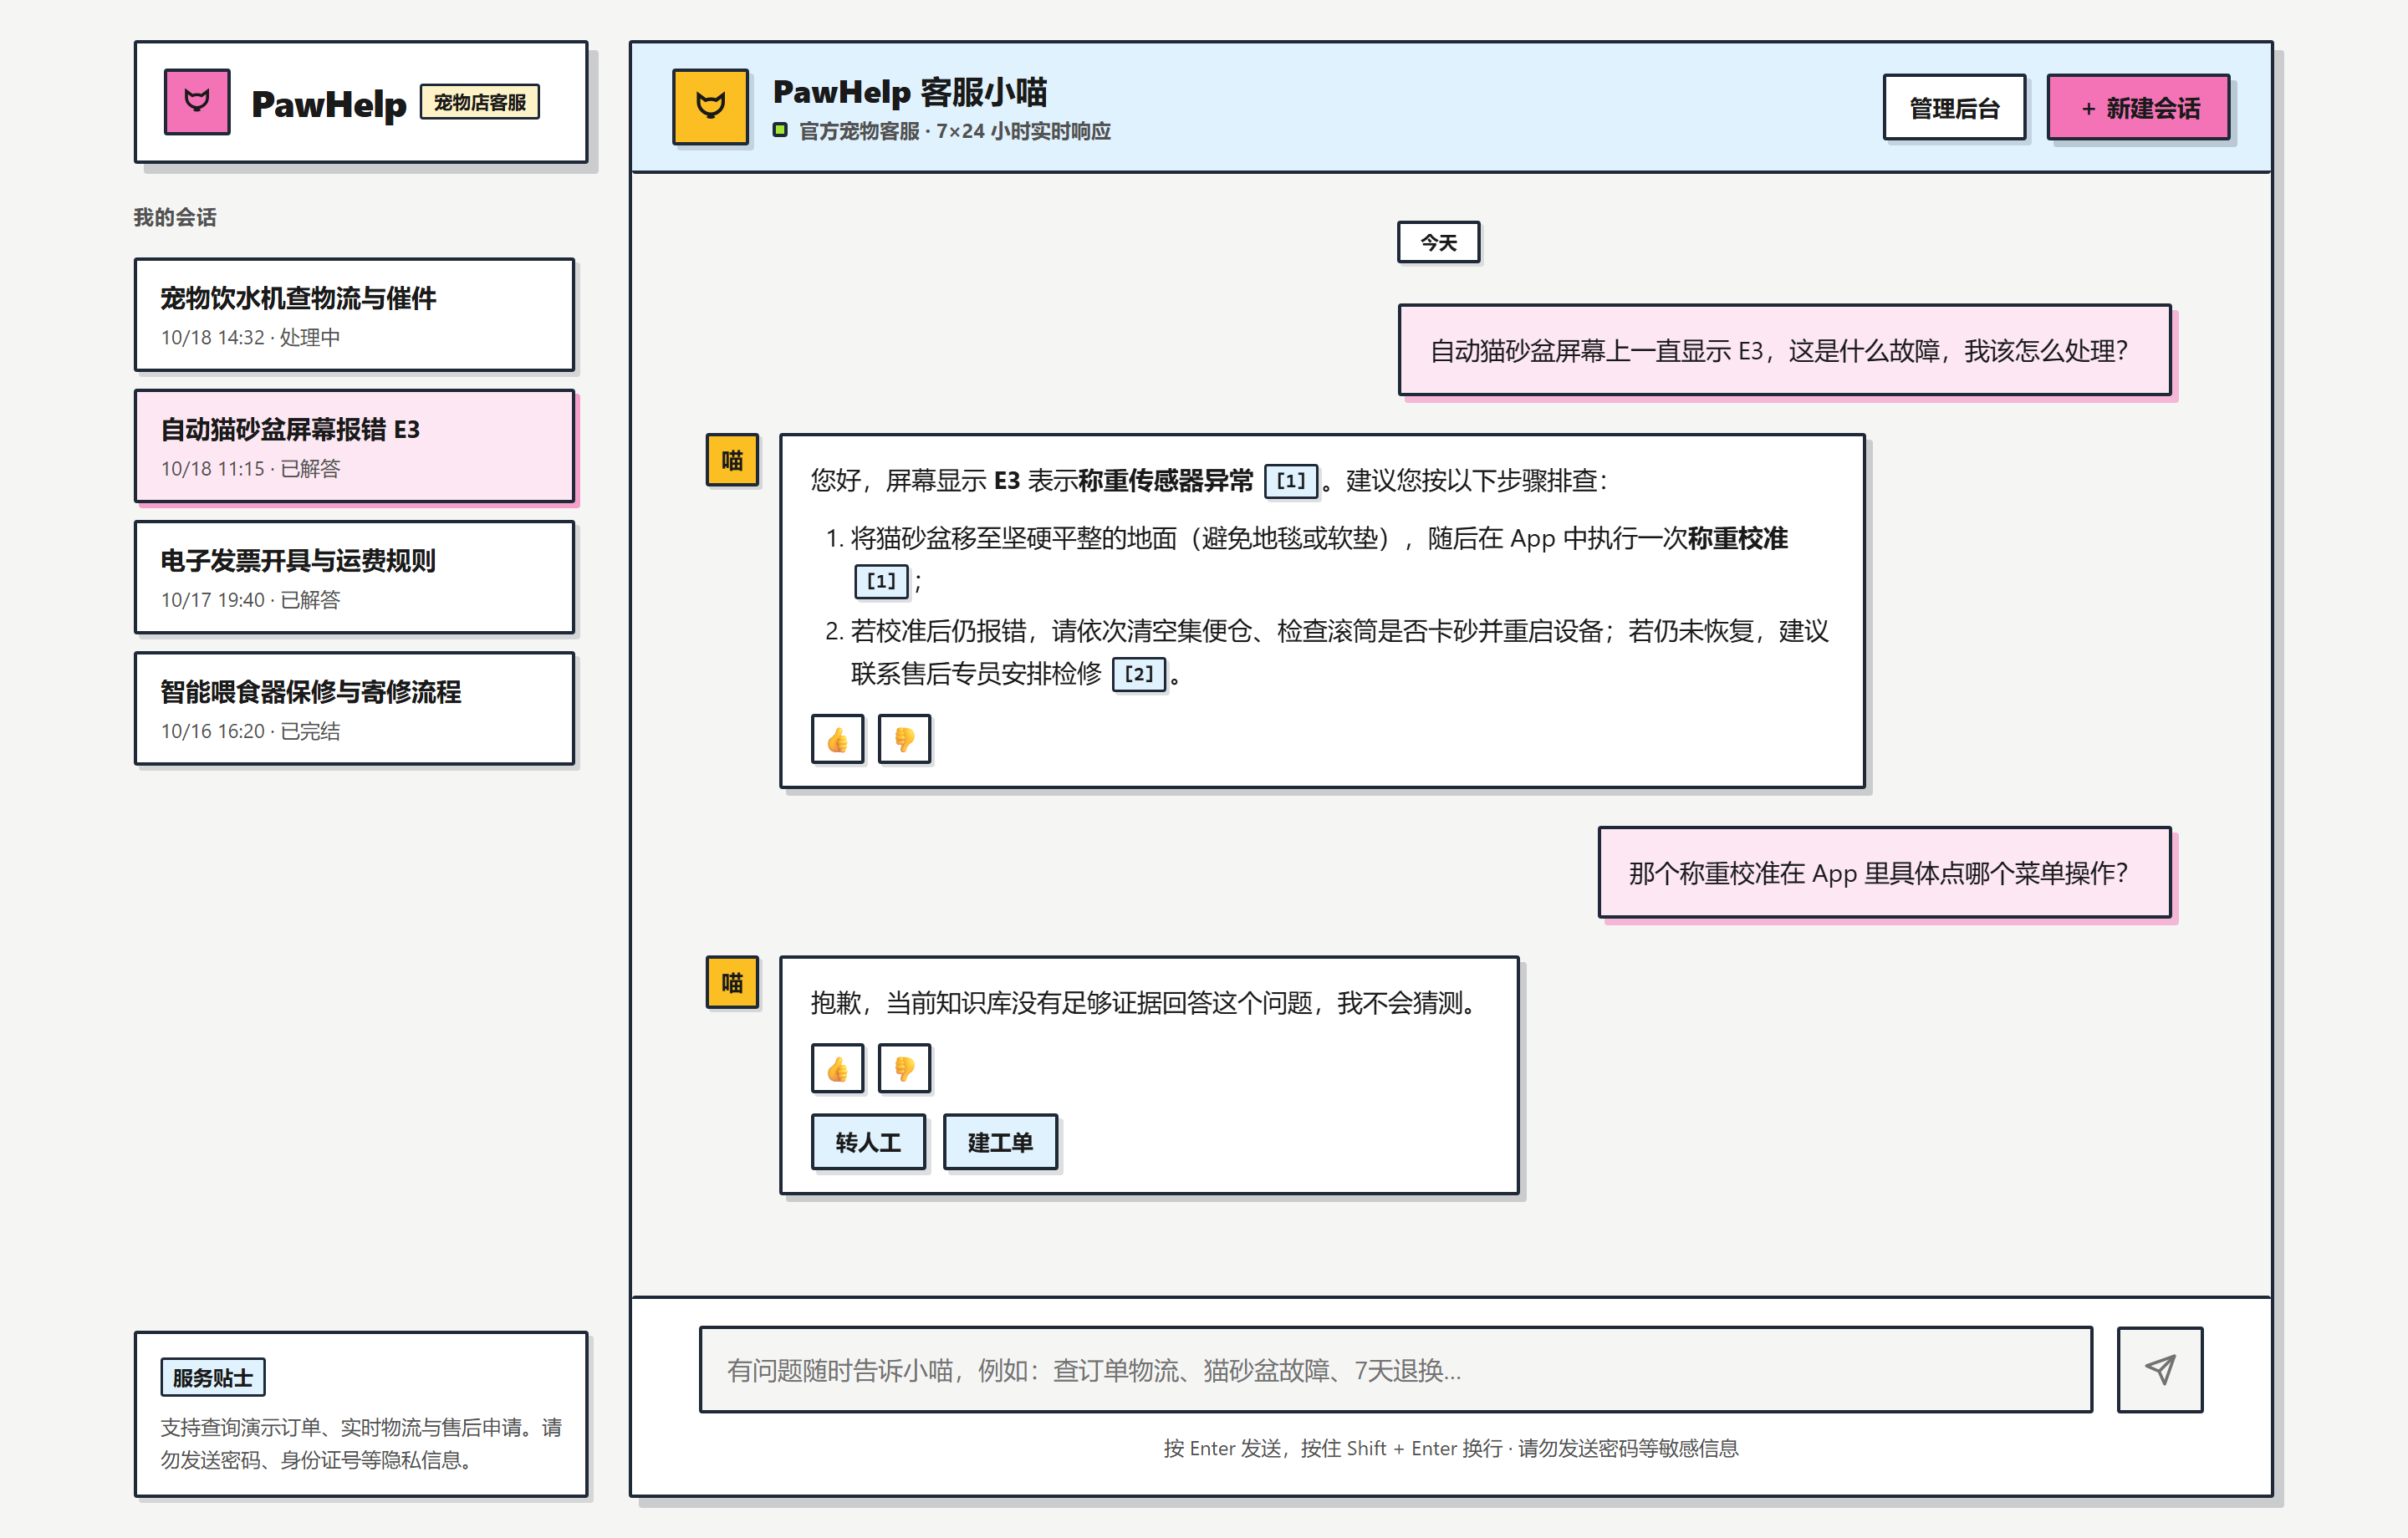 PawHelp 宠物店客服
我的会话
宠物饮水机查物流与催件
10/18 14:32 · 处理中
自动猫砂盆屏幕报错 E3
10/18 11:15 · 已解答
电子发票开具与运费规则
10/17 19:40 · 已解答
智能喂食器保修与寄修流程
10/16 16:20 · 已完结
服务贴士
支持查询演示订单、实时物流与售后申请。请
勿发送密码、身份证号等隐私信息。
PawHelp 客服小喵
官方宠物客服 · 7×24 小时实时响应
管理后台
+ 新建会话
今天
自动猫砂盆屏幕上一直显示 E3，这是什么故障，我该怎么处理？
喵
您好，屏幕显示 E3 表示称重传感器异常 [1]。建议您按以下步骤排查：
1. 将猫砂盆移至坚硬平整的地面（避免地毯或软垫），随后在 App 中执行一次称重校准
[1]；
2. 若校准后仍报错，请依次清空集便仓、检查滚筒是否卡砂并重启设备；若仍未恢复，建议
联系售后专员安排检修 [2]。
那个称重校准在 App 里具体点哪个菜单操作？
喵
抱歉，当前知识库没有足够证据回答这个问题，我不会猜测。
转人工
建工单
有问题随时告诉小喵，例如：查订单物流、猫砂盆故障、7天退换...
按 Enter 发送，按住 Shift + Enter 换行 · 请勿发送密码等敏感信息